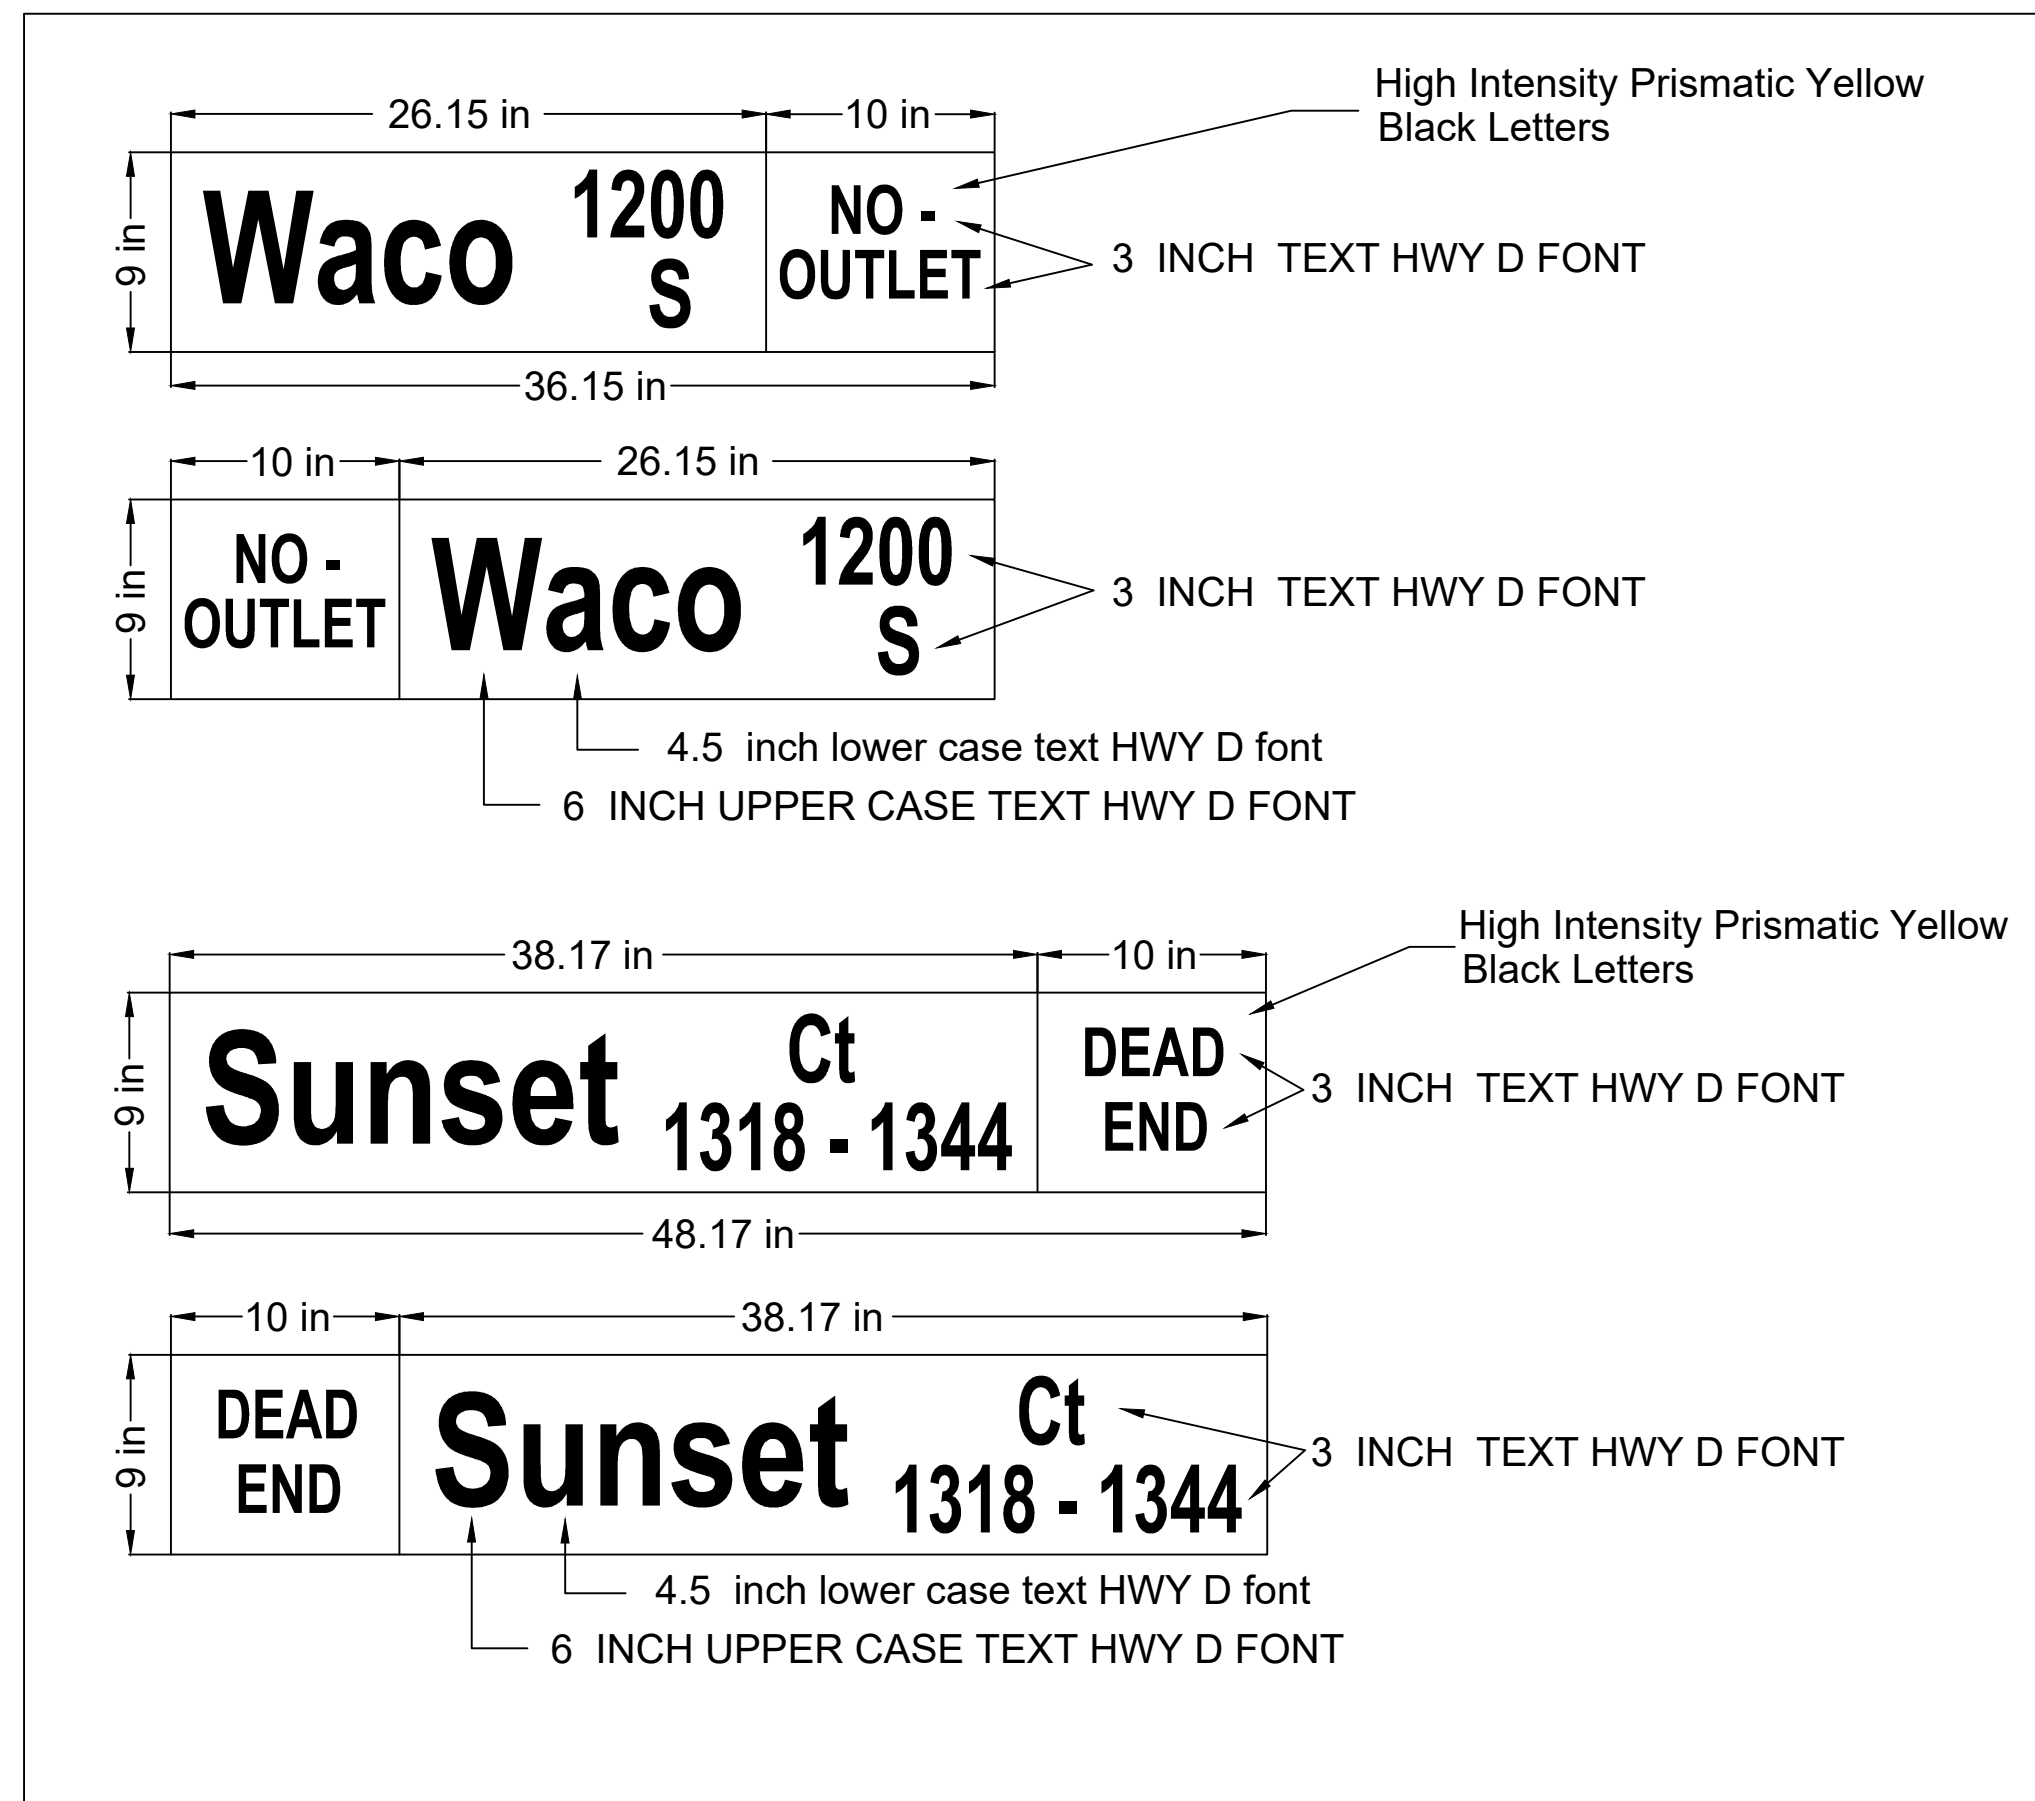 26.15 in 10 in
High Intensity Prismatic Yellow
Black Letters
9 in
Waco
1200
S
NO -
OUTLET
3 INCH TEXT HWY D FONT
36.15 in
10 in 26.15 in
9 in
NO -
OUTLET
Waco
1200
S
3 INCH TEXT HWY D FONT
4.5 inch lower case text HWY D font
6 INCH UPPER CASE TEXT HWY D FONT
38.17 in 10 in
High Intensity Prismatic Yellow
Black Letters
9 in
Sunset
Ct
1318 - 1344
DEAD
END
3 INCH TEXT HWY D FONT
48.17 in
10 in 38.17 in
9 in
DEAD
END
Sunset
Ct
1318 - 1344
3 INCH TEXT HWY D FONT
4.5 inch lower case text HWY D font
6 INCH UPPER CASE TEXT HWY D FONT